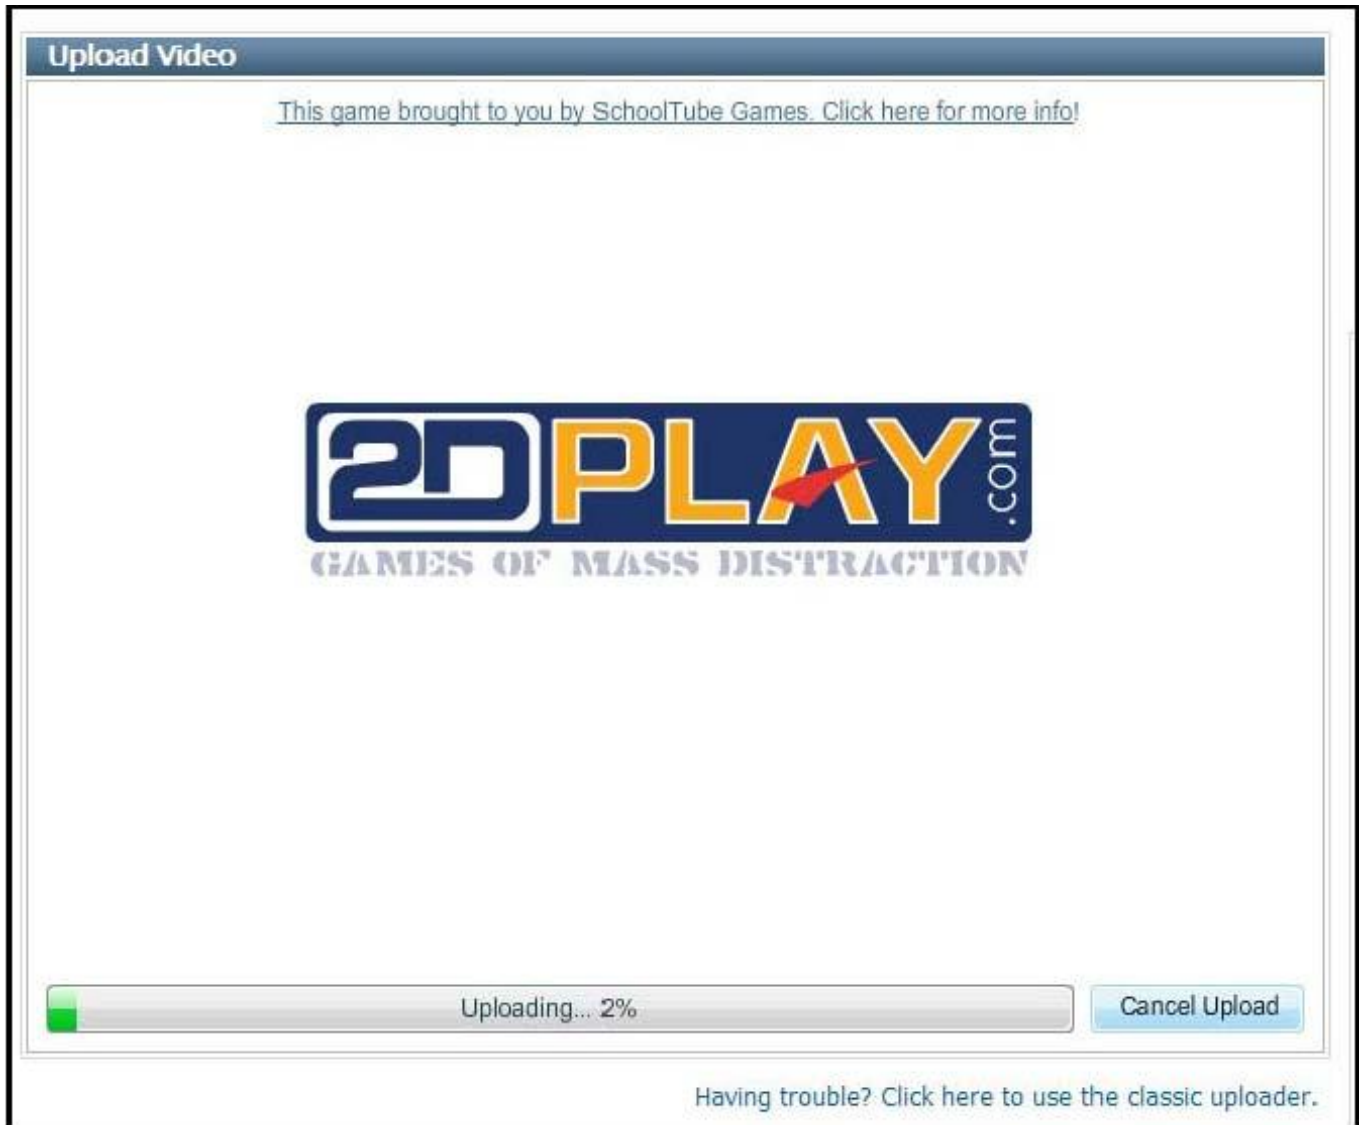 Upload Video
This game brought to you by SchoolTube Games. Click here for more info!
2DPLAY.com
GAMES OF MASS DISTRACTION
Uploading... 2%
Cancel Upload
Having trouble? Click here to use the classic uploader.